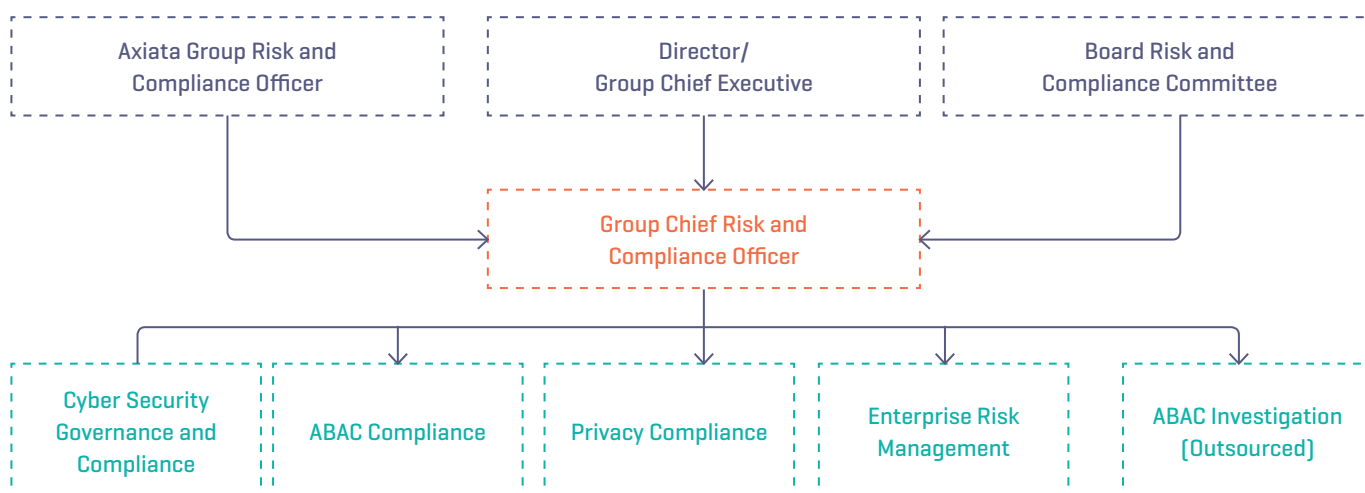 Axiata Group Risk and
Compliance Officer
Director/
Group Chief Executive
Board Risk and
Compliance Committee
Group Chief Risk and
Compliance Officer
Cyber Security
Governance and
Compliance
ABAC Compliance
Privacy Compliance
Enterprise Risk
Management
ABAC Investigation
(Outsourced)